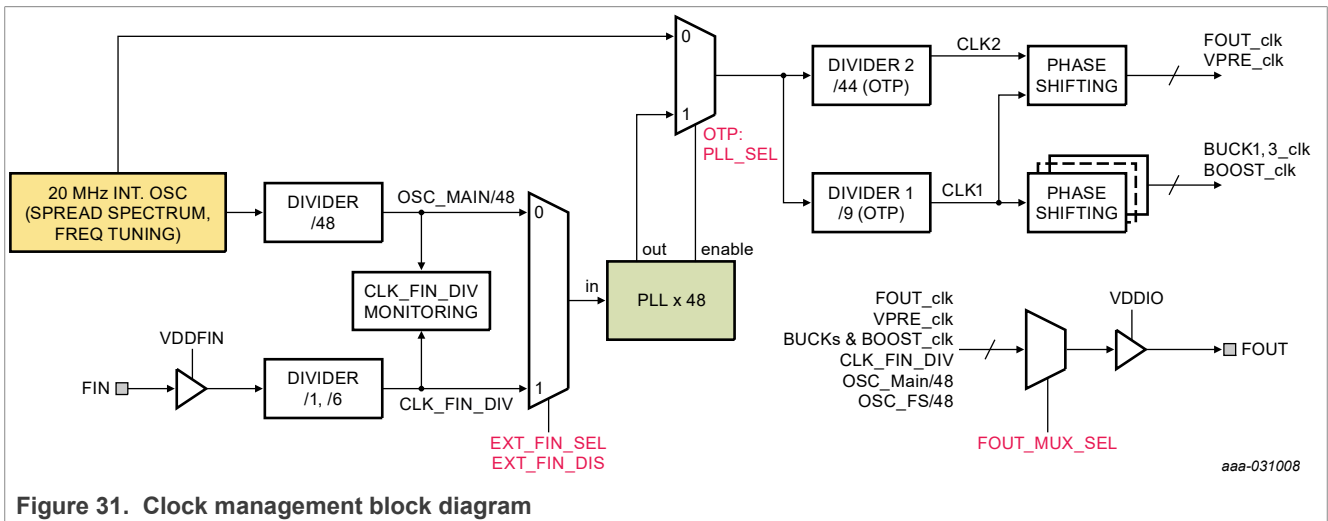 0
1
OTP:
PLL_SEL
DIVIDER 2
/44 (OTP)
CLK2
PHASE
SHIFTING
FOUT_clk
VPRE_clk
DIVIDER 1
/9 (OTP)
CLK1
PHASE
SHIFTING
BUCK1, 3_clk
BOOST_clk
20 MHz INT. OSC
(SPREAD SPECTRUM,
FREQ TUNING)
DIVIDER
/48
OSC_MAIN/48
0
CLK_FIN_DIV
MONITORING
in
out
enable
PLL x 48
VDDFIN
FIN
DIVIDER
/1, /6
CLK_FIN_DIV
1
EXT_FIN_SEL
EXT_FIN_DIS
FOUT_clk
VPRE_clk
BUCKs & BOOST_clk
CLK_FIN_DIV
OSC_Main/48
OSC_FS/48
VDDIO
FOUT
FOUT_MUX_SEL
aaa-031008
Figure 31. Clock management block diagram